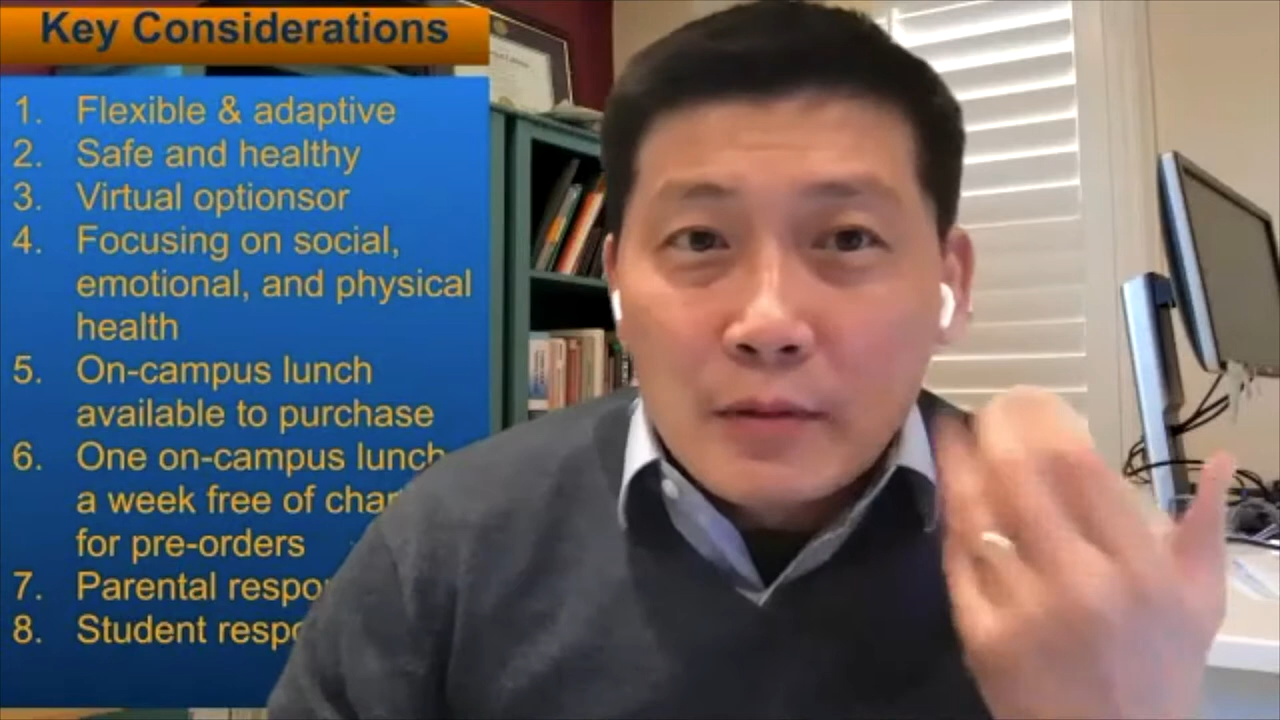 Key Considerations
1. Flexible & adaptive
2. Safe and healthy
3. Virtual optionsor
4. Focusing on social,
emotional, and physical
health
5. On-campus lunch
available to purchase
6. One on-campus lunch
a week free of
for pre-orders
7. Parental
8. Student